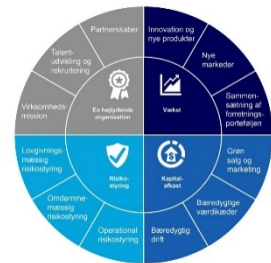 Partnerskaber
Innovation og
nye produkter
Talent-
udvikling og
rekruttering
Nye
markeder
Virksomheds-
mission
Sammen-
sætning af
forretnings-
porteføljen
En højtydende
organisation
Vækst
Lovgivnings-
mæssig
risikostyring
Risiko-
styring
Kapital-
afkast
Grøn
salg og
marketing
Omdømme-
mæssig
risikostyring
Bæredygtige
værdikæder
Operationel
risikostyring
Bæredygtig
drift